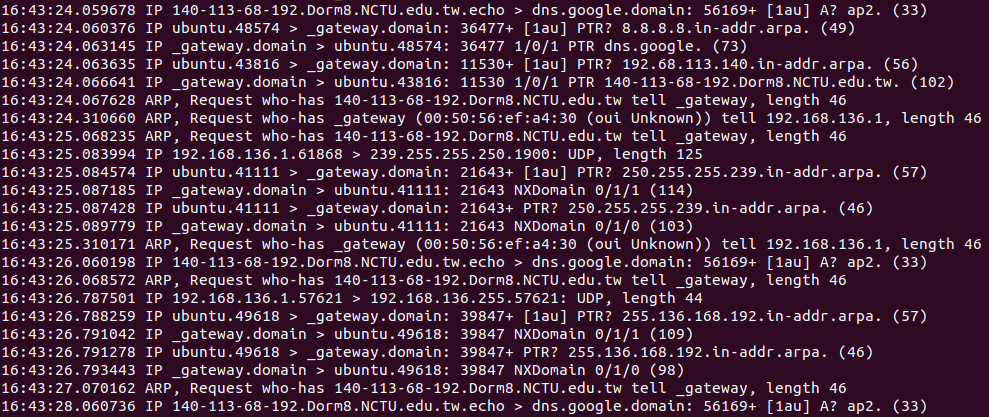 16:43:24.059678 IP 140-113-68-192.Dorm8.NCTU.edu.tw.echo > dns.google.domain: 56169+ [1au] A? ap2. (33)
16:43:24.060376 IP ubuntu.48574 > _gateway.domain: 36477+ [1au] PTR? 8.8.8.8.in-addr.arpa. (49)
16:43:24.063145 IP _gateway.domain > ubuntu.48574: 36477 1/0/1 PTR dns.google. (73)
16:43:24.063635 IP ubuntu.43816 > _gateway.domain: 11530+ [1au] PTR? 192.68.113.140.in-addr.arpa. (56)
16:43:24.066641 IP _gateway.domain > ubuntu.43816: 11530 1/0/1 PTR 140-113-68-192.Dorm8.NCTU.edu.tw. (102)
16:43:24.067628 ARP, Request who-has 140-113-68-192.Dorm8.NCTU.edu.tw tell _gateway, length 46
16:43:24.310660 ARP, Request who-has _gateway (00:50:56:ef:a4:30 (oui Unknown)) tell 192.168.136.1, length 46
16:43:25.068235 ARP, Request who-has 140-113-68-192.Dorm8.NCTU.edu.tw tell _gateway, length 46
16:43:25.083994 IP 192.168.136.1.61868 > 239.255.255.250.1900: UDP, length 125
16:43:25.084574 IP ubuntu.41111 > _gateway.domain: 21643+ [1au] PTR? 250.255.255.239.in-addr.arpa. (57)
16:43:25.087185 IP _gateway.domain > ubuntu.41111: 21643 NXDomain 0/1/1 (114)
16:43:25.087428 IP ubuntu.41111 > _gateway.domain: 21643+ PTR? 250.255.255.239.in-addr.arpa. (46)
16:43:25.089779 IP _gateway.domain > ubuntu.41111: 21643 NXDomain 0/1/0 (103)
16:43:25.310171 ARP, Request who-has _gateway (00:50:56:ef:a4:30 (oui Unknown)) tell 192.168.136.1, length 46
16:43:26.060198 IP 140-113-68-192.Dorm8.NCTU.edu.tw.echo > dns.google.domain: 56169+ [1au] A? ap2. (33)
16:43:26.068572 ARP, Request who-has 140-113-68-192.Dorm8.NCTU.edu.tw tell _gateway, length 46
16:43:26.787501 IP 192.168.136.1.57621 > 192.168.136.255.57621: UDP, length 44
16:43:26.788259 IP ubuntu.49618 > _gateway.domain: 39847+ [1au] PTR? 255.136.168.192.in-addr.arpa. (57)
16:43:26.791042 IP _gateway.domain > ubuntu.49618: 39847 NXDomain 0/1/1 (109)
16:43:26.791278 IP ubuntu.49618 > _gateway.domain: 39847+ PTR? 255.136.168.192.in-addr.arpa. (46)
16:43:26.793443 IP _gateway.domain > ubuntu.49618: 39847 NXDomain 0/1/0 (98)
16:43:27.070162 ARP, Request who-has 140-113-68-192.Dorm8.NCTU.edu.tw tell _gateway, length 46
16:43:28.060736 IP 140-113-68-192.Dorm8.NCTU.edu.tw.echo > dns.google.domain: 56169+ [1au] A? ap2. (33)